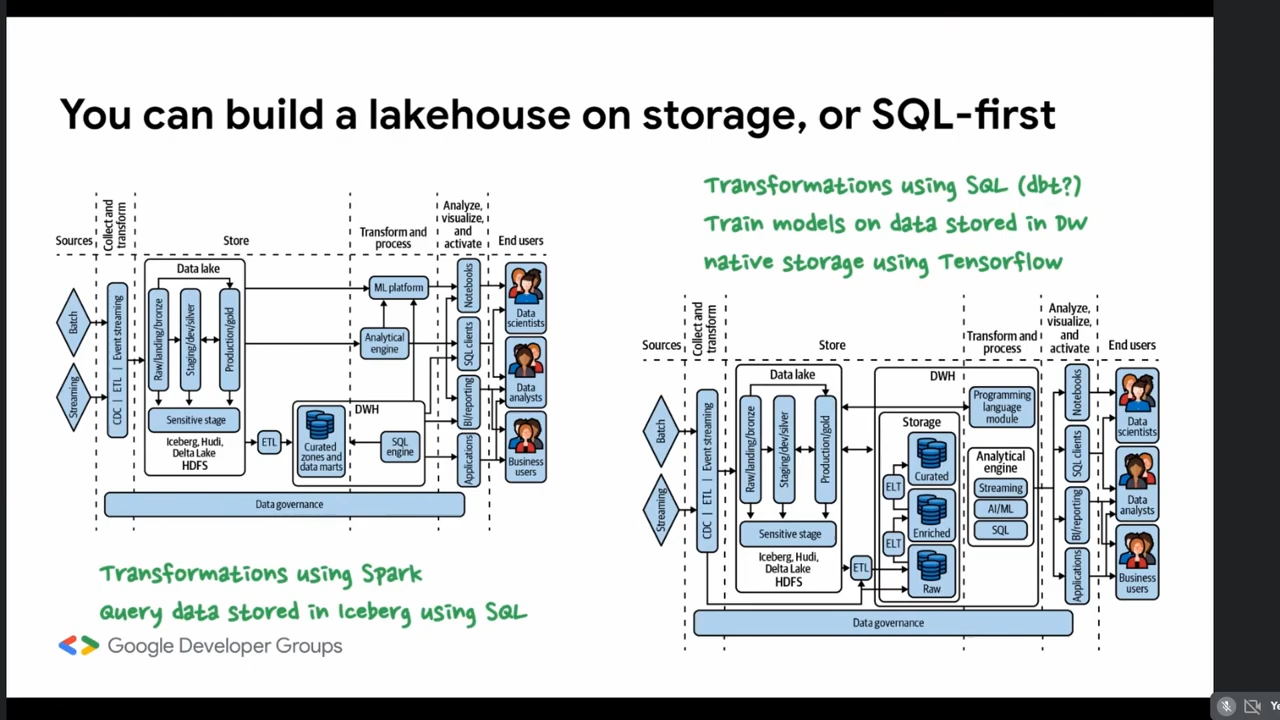 You can build a lakehouse on storage, or SQL-first
Sources
Collect and
transform
Store
Transform and
process
Analyze,
visualize,
and
activate
End users
Batch
Streaming
CDC | ETL | Event streaming
Data lake
Raw/landing/bronze
Staging/dev/silver
Production/gold
Sensitive stage
Iceberg, Hudi,
Delta Lake
HDFS
ETL
DWH
Curated
zones and
data marts
SQL
engine
ML platform
Analytical
engine
Notebooks
SQL clients
BI/reporting
Applications
Data
scientists
Data
analysts
Business
users
Data governance
Transformations using Spark
Query data stored in Iceberg using SQL
Transformations using SQL (dbt?)
Train models on data stored in DW
native storage using Tensorflow
Sources
Collect and
transform
Store
Transform and
process
Analyze,
visualize,
and
activate
End users
Batch
Streaming
CDC | ETL | Event streaming
Data lake
Raw/landing/bronze
Staging/dev/silver
Production/gold
Sensitive stage
Iceberg, Hudi,
Delta Lake
HDFS
ETL
DWH
Storage
Curated
ELT
Enriched
ELT
Raw
Programming
language
module
Analytical
engine
Streaming
AI/ML
SQL
Notebooks
SQL clients
BI/reporting
Applications
Data
scientists
Data
analysts
Business
users
Data governance
Google Developer Groups